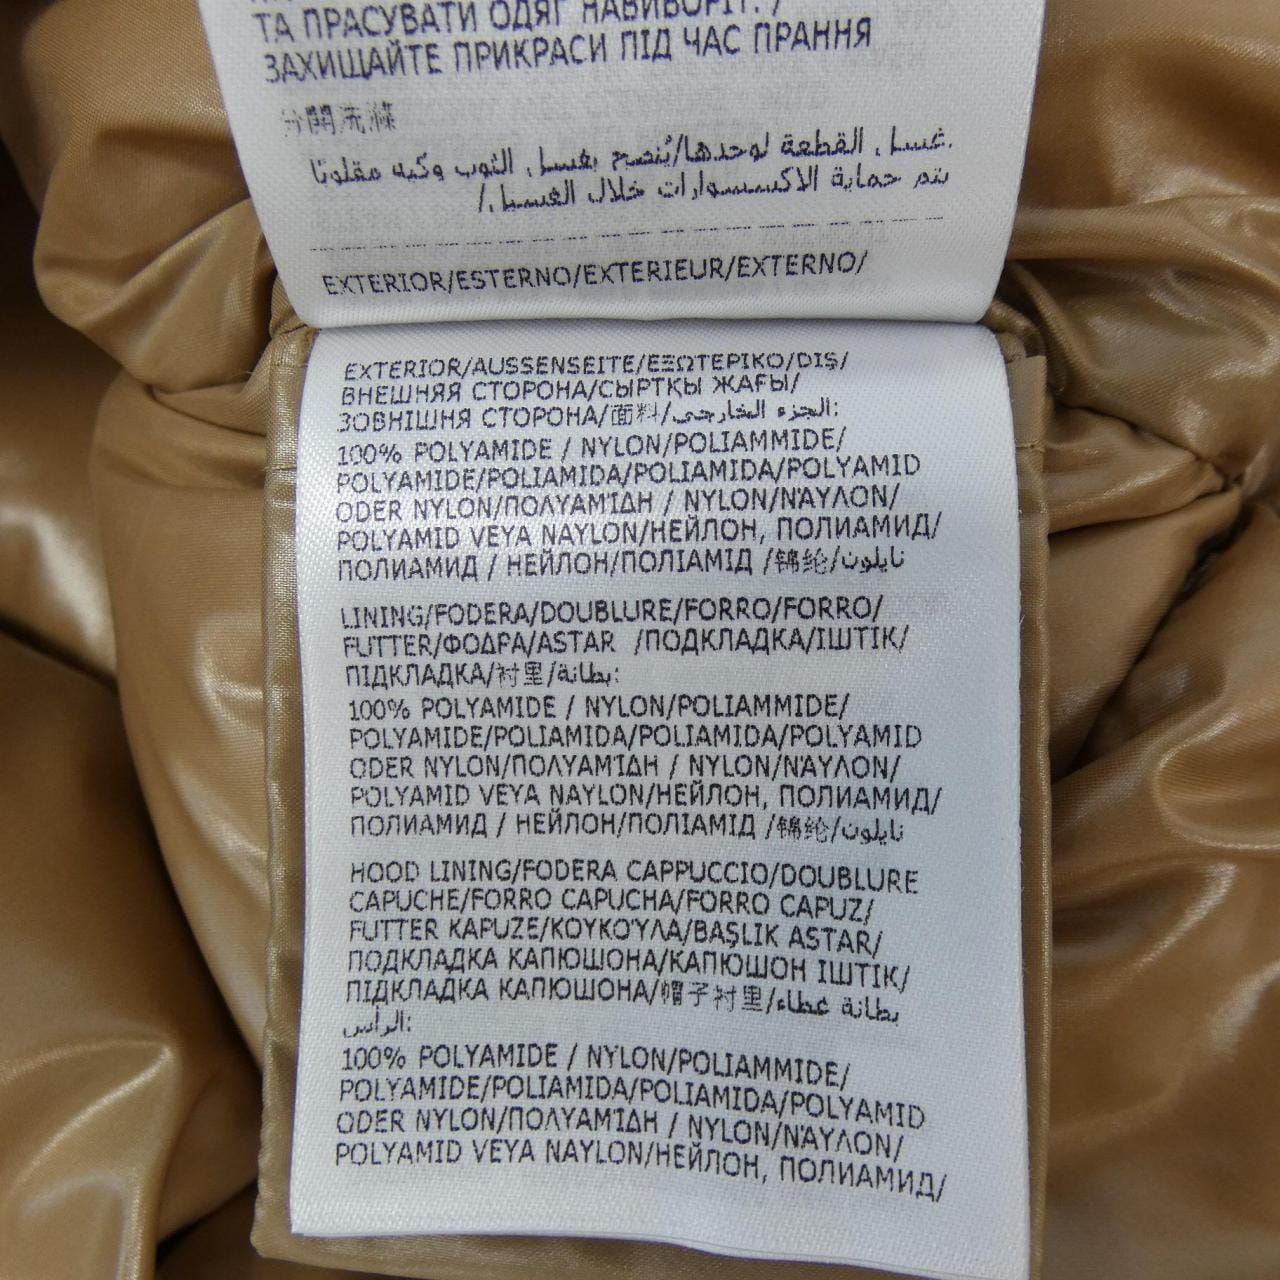 ТА ПРАСУВАТИ ОДЯГ НАВИВОРІТ. /
ЗАХИЩАЙТЕ ПРИКРАСИ ПІД ЧАС ПРАННЯ
分開洗滌
غسل القطعة لوحدها/يُنصح بغسل الثوب وكيه مقلوبًا
يتم حماية الاكسسوارات خلال الغسيل/
EXTERIOR/ESTERNO/EXTERIEUR/EXTERNO/
EXTERIOR/AUSSENSEITE/ΕΞΩΤΕΡΙΚΟ/DIŞ/
ВНЕШНЯЯ СТОРОНА/СЫРТҚЫ ЖАҒЫ/
ЗОВНІШНЯ СТОРОНА/面料/الجزء الخارجي:
100% POLYAMIDE / NYLON/POLIAMMIDE/
POLYAMIDE/POLIAMIDA/POLIAMIDA/POLYAMID
ODER NYLON/ΠΟΛΥΑΜΊΔΗ / NYLON/ΝΆΥΛΟΝ/
POLYAMID VEYA NAYLON/НЕЙЛОН, ПОЛИАМИД/
ПОЛИАМИД / НЕЙЛОН/ПОЛІАМІД /锦纶/نايلون
LINING/FODERA/DOUBLURE/FORRO/FORRO/
FUTTER/ΦΟΔΡΑ/ASTAR /ПОДКЛАДКА/ІШТІК/
ПІДКЛАДКА/衬里/بطانة:
100% POLYAMIDE / NYLON/POLIAMMIDE/
POLYAMIDE/POLIAMIDA/POLIAMIDA/POLYAMID
ODER NYLON/ΠΟΛΥΑΜΊΔΗ / NYLON/ΝΆΥΛΟΝ/
POLYAMID VEYA NAYLON/НЕЙЛОН, ПОЛИАМИД/
ПОЛИАМИД / НЕЙЛОН/ПОЛІАМІД /锦纶/نايلون
HOOD LINING/FODERA CAPPUCCIO/DOUBLURE
CAPUCHE/FORRO CAPUCHA/FORRO CAPUZ/
FUTTER KAPUZE/ΚΟΥΚΟΎΛΑ/BAŞLIK ASTAR/
ПОДКЛАДКА КАПЮШОНА/КАПЮШОН ІШТІК/
ПІДКЛАДКА КАПЮШОНА/帽子衬里/بطانة غطاء
الرأس:
100% POLYAMIDE / NYLON/POLIAMMIDE/
POLYAMIDE/POLIAMIDA/POLIAMIDA/POLYAMID
ODER NYLON/ΠΟΛΥΑΜΊΔΗ / NYLON/ΝΆΥΛΟΝ/
POLYAMID VEYA NAYLON/НЕЙЛОН, ПОЛИАМИД/